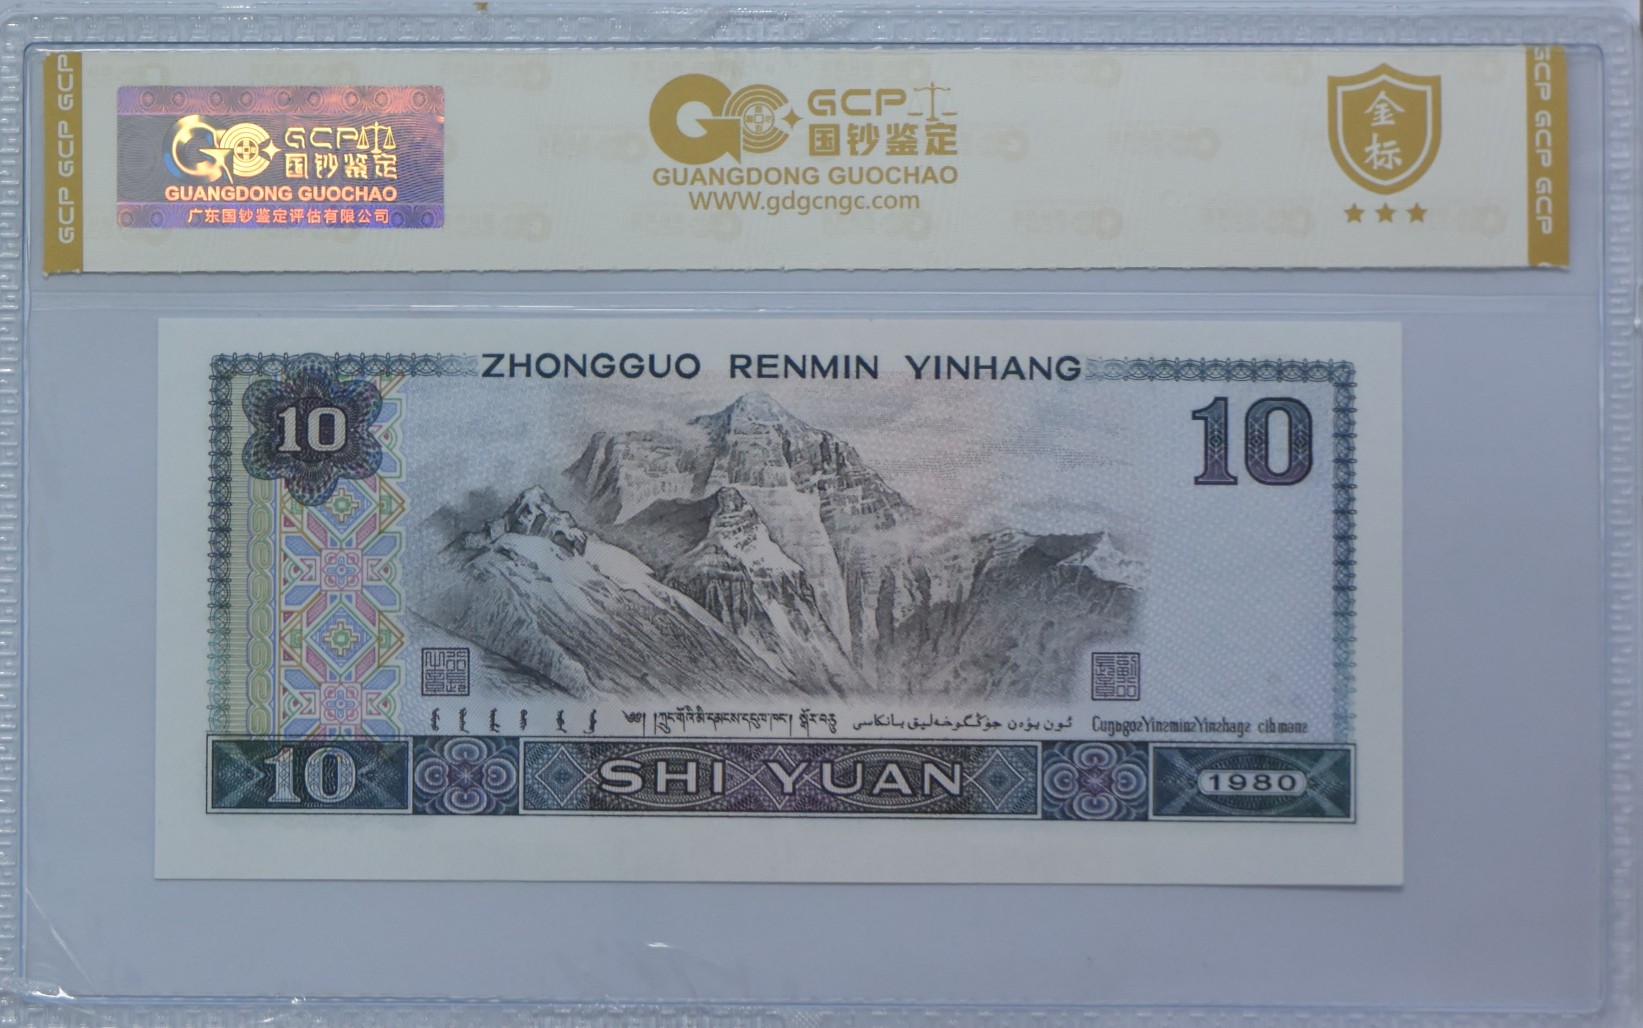 GCP GCP GCP
GCP
国钞鉴定
GUANGDONG GUOCHAO
广东国钞鉴定评估有限公司
GCP
国钞鉴定
GUANGDONG GUOCHAO
WWW.gdgcngc.com
金标
GCP GCP GCP
ZHONGGUO RENMIN YINHANG
10
10
10
SHI YUAN
1980